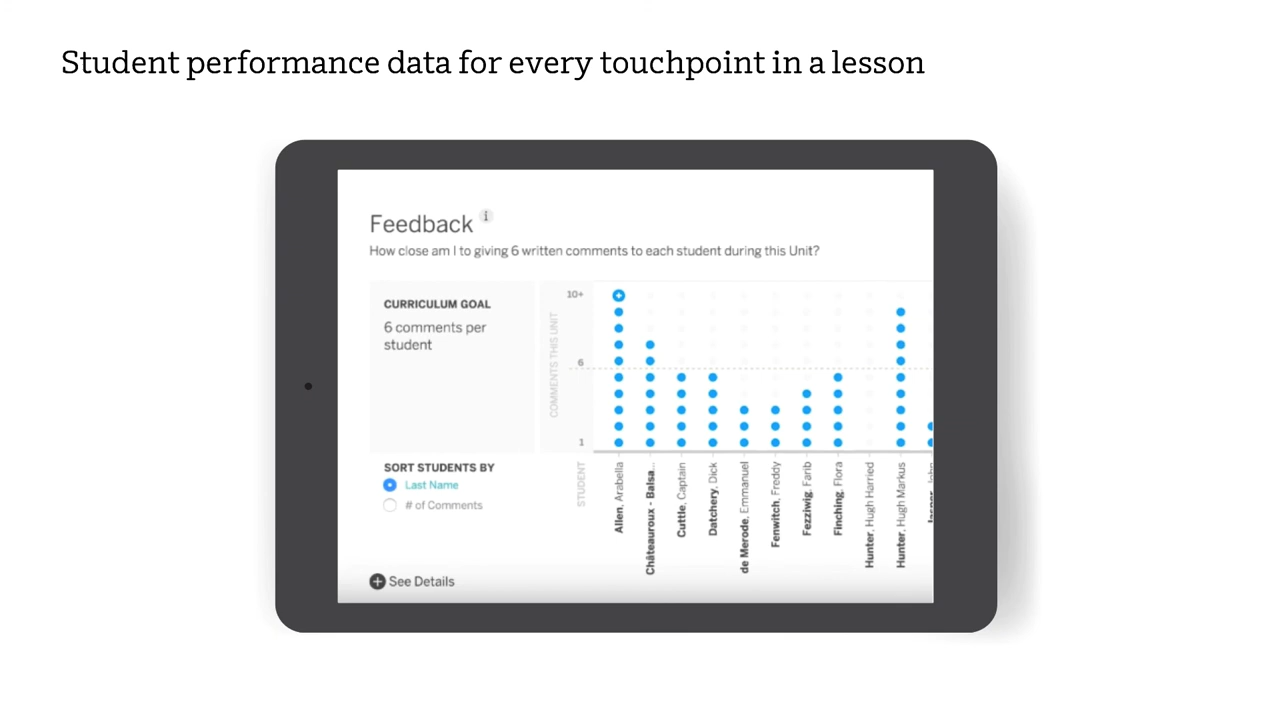 Student performance data for every touchpoint in a lesson
Feedback i
How close am I to giving 6 written comments to each student during this Unit?
CURRICULUM GOAL
6 comments per
student
COMMENTS THIS UNIT
10+
6
1
SORT STUDENTS BY
Last Name
# of Comments
STUDENT
Allen, Arabella
Châteauroux - Balsa...
Cuttle, Captain
Datchery, Dick
de Merode, Emmanuel
Fenwitch, Freddy
Fezziwig, Farib
Finching, Flora
Hunter, Hugh Harried
Hunter, Hugh Markus
See Details